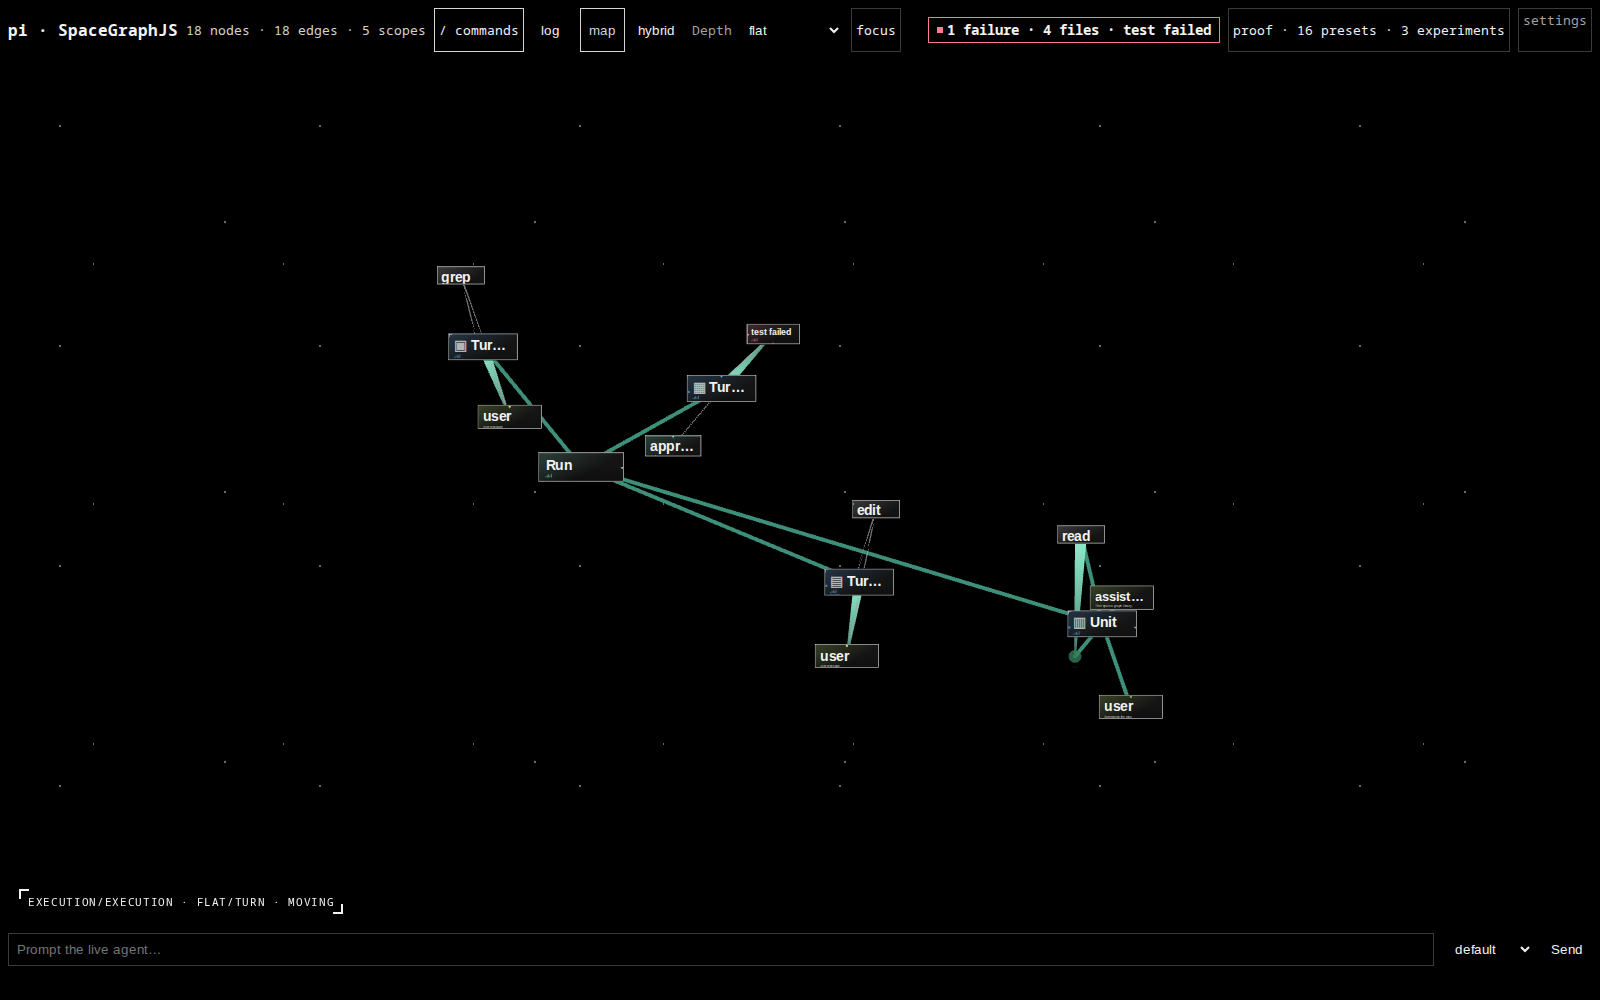 pi · SpaceGraphJS 18 nodes · 18 edges · 5 scopes / commands log map hybrid Depth flat focus 1 failure · 4 files · test failed proof · 16 presets · 3 experiments settings
grep
test failed
Tur…
Tur…
user
appr…
Run
edit
read
Tur…
assist…
Unit
user
user
EXECUTION/EXECUTION · FLAT/TURN · MOVING
Prompt the live agent… default Send